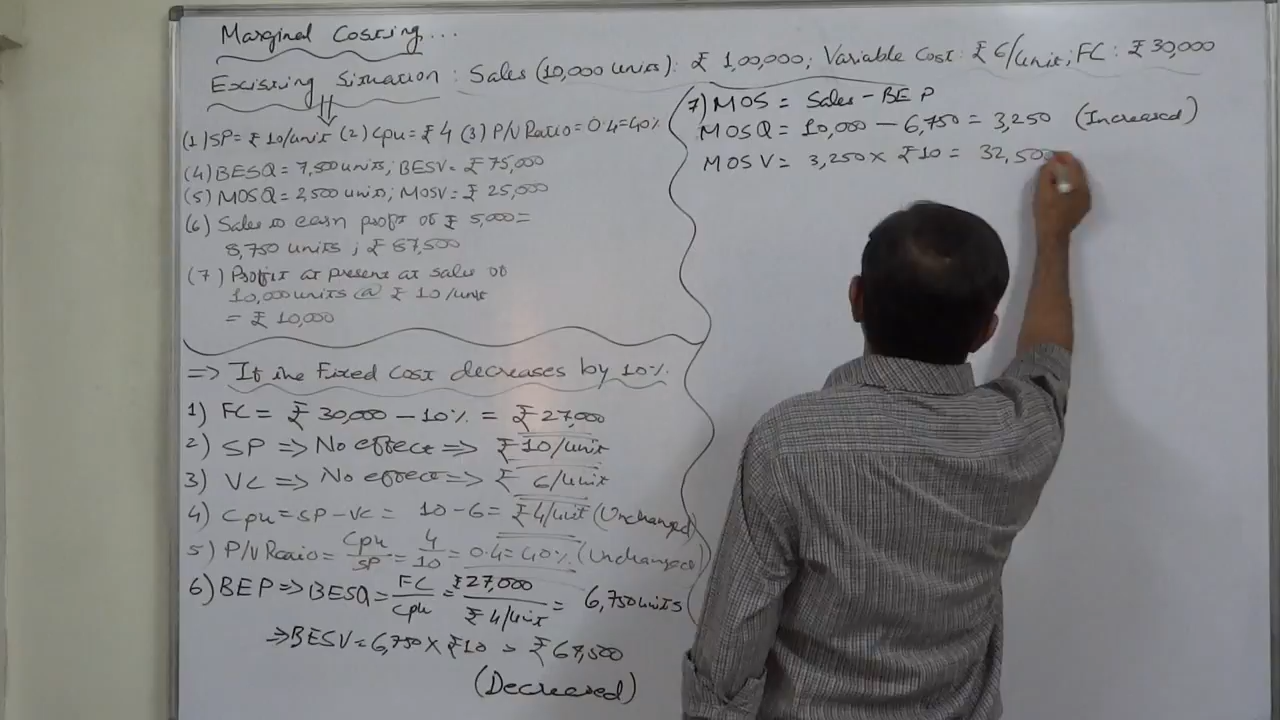 Marginal Costing...
Existing Situation : Sales (10,000 units): ₹ 1,00,000; Variable Cost: ₹ 6/unit; FC: ₹ 30,000
(1) SP= ₹ 10/unit (2) Cpu= ₹ 4 (3) P/V Ratio= 0.4=40%
(4) BESQ= 7,500 units; BESV= ₹ 75,000
(5) MOSQ= 2,500 units; MOSV= ₹ 25,000
(6) Sales to earn profit of ₹ 5,000=
8,750 units ; ₹ 87,500
(7) Profit at present at sales of
10,000 units @ ₹ 10/unit
= ₹ 10,000
=> If the Fixed Cost decreases by 10%.
1) FC = ₹ 30,000 – 10% = ₹ 27,000
2) SP => No effect => ₹ 10/unit
3) VC => No effect => ₹ 6/unit
4) Cpu = SP-VC = 10-6= ₹4/unit (Unchanged)
5) P/V Ratio = Cpu/SP = 4/10 = 0.4=40% (Unchanged)
6) BEP => BESQ = FC/Cpu = ₹27,000/₹4/unit = 6,750 units
=> BESV = 6,750 X ₹10 = ₹ 67,500
(Decreased)
7) MOS = Sales – BEP
MOSQ = 10,000 – 6,750 = 3,250 (Increased)
MOSV = 3,250 x ₹10 = 32,500